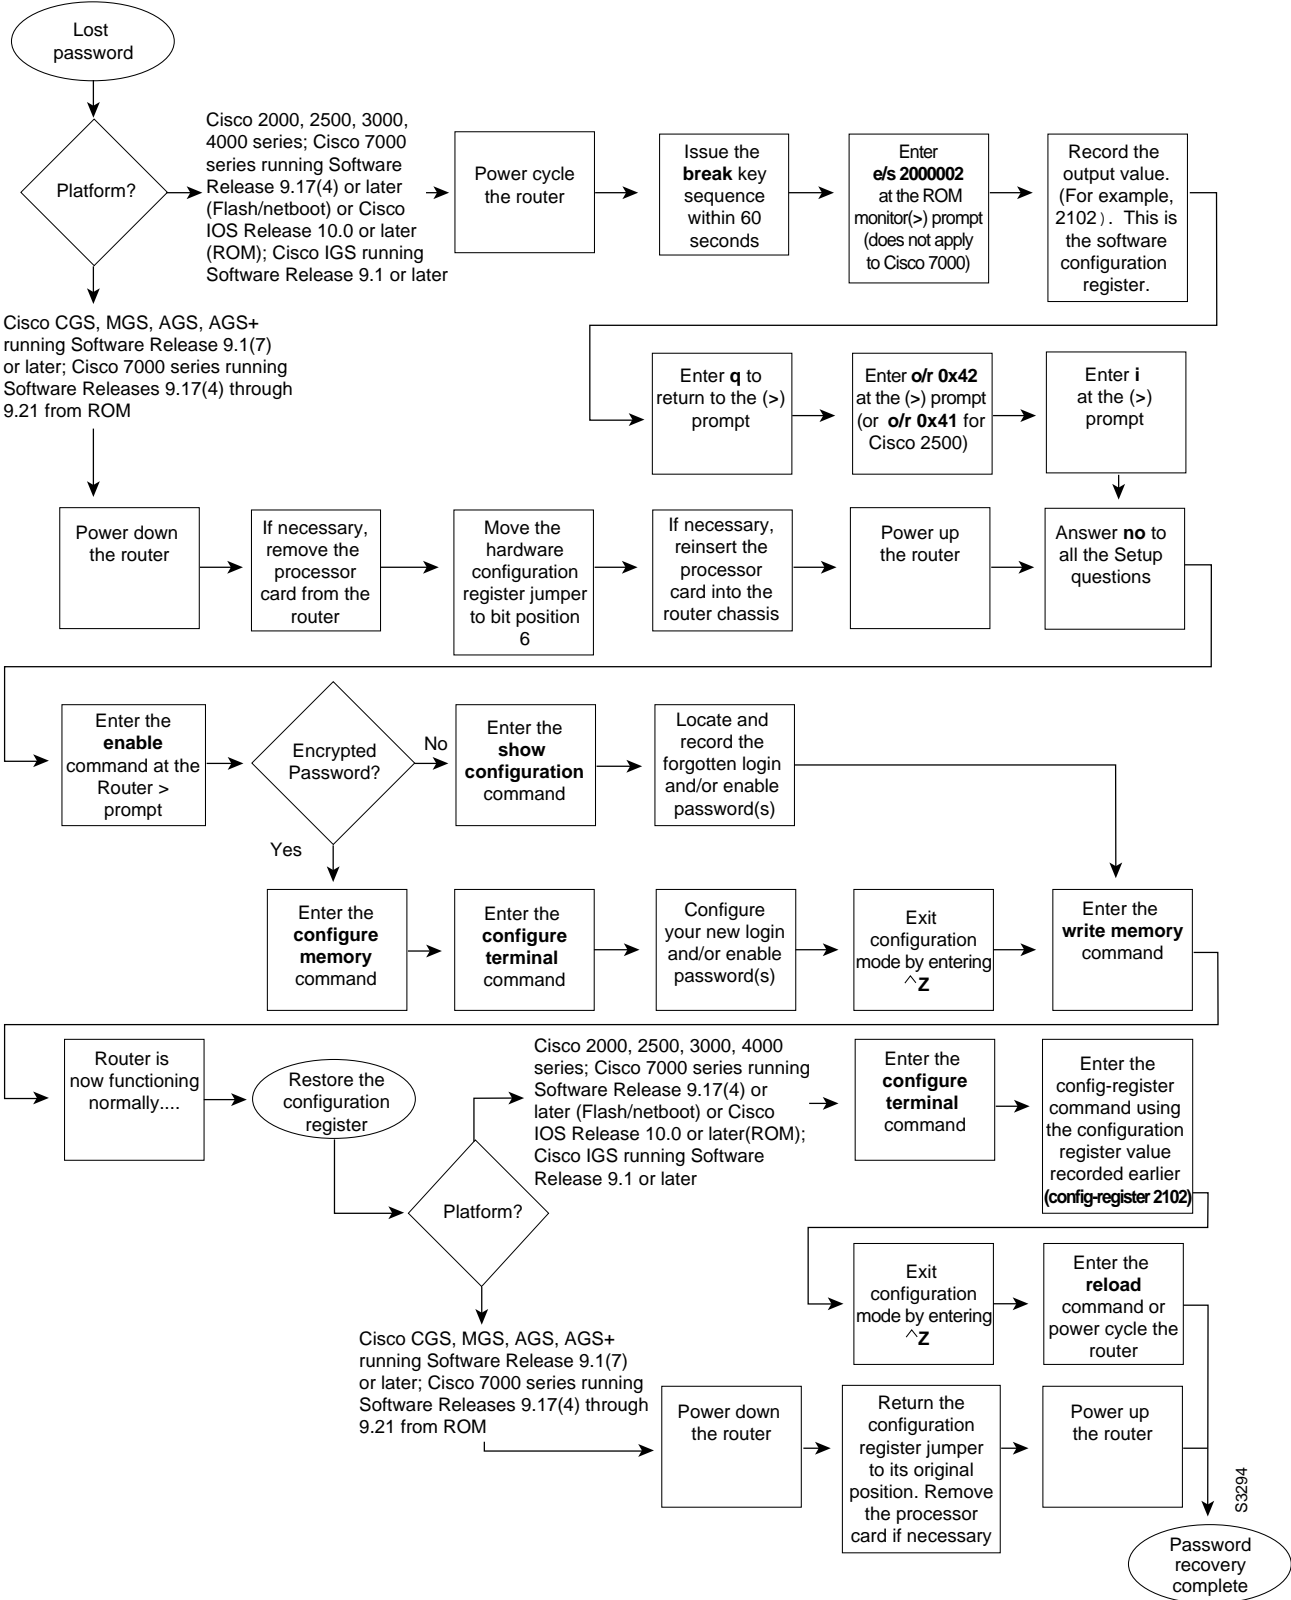 Lost
password
Platform?
Cisco 2000, 2500, 3000,
4000 series; Cisco 7000
series running Software
Release 9.17(4) or later
(Flash/netboot) or Cisco
IOS Release 10.0 or later
(ROM); Cisco IGS running
Software Release 9.1 or later
Power cycle
the router
Issue the
break key
sequence
within 60
seconds
Enter
e/s 2000002
at the ROM
monitor(>) prompt
(does not apply
to Cisco 7000)
Record the
output value.
(For example,
2102). This is
the software
configuration
register.
Cisco CGS, MGS, AGS, AGS+
running Software Release 9.1(7)
or later; Cisco 7000 series running
Software Releases 9.17(4) through
9.21 from ROM
Enter q to
return to the (>)
prompt
Enter o/r 0x42
at the (>) prompt
(or o/r 0x41 for
Cisco 2500)
Enter i
at the (>)
prompt
Power down
the router
If necessary,
remove the
processor
card from the
router
Move the
hardware
configuration
register jumper
to bit position
6
If necessary,
reinsert the
processor
card into the
router chassis
Power up
the router
Answer no to
all the Setup
questions
Enter the
enable
command at the
Router >
prompt
Encrypted
Password?
No
Yes
Enter the
show
configuration
command
Locate and
record the
forgotten login
and/or enable
password(s)
Enter the
configure
memory
command
Enter the
configure
terminal
command
Configure
your new login
and/or enable
password(s)
Exit
configuration
mode by entering
^Z
Enter the
write memory
command
Router is
now functioning
normally....
Restore the
configuration
register
Platform?
Cisco 2000, 2500, 3000, 4000
series; Cisco 7000 series running
Software Release 9.17(4) or
later (Flash/netboot) or Cisco
IOS Release 10.0 or later(ROM);
Cisco IGS running Software
Release 9.1 or later
Enter the
configure
terminal
command
Enter the
config-register
command using
the configuration
register value
recorded earlier
(config-register 2102)
Exit
configuration
mode by entering
^Z
Enter the
reload
command or
power cycle the
router
Cisco CGS, MGS, AGS, AGS+
running Software Release 9.1(7)
or later; Cisco 7000 series running
Software Releases 9.17(4) through
9.21 from ROM
Power down
the router
Return the
configuration
register jumper
to its original
position. Remove
the processor
card if necessary
Power up
the router
S3294
Password
recovery
complete